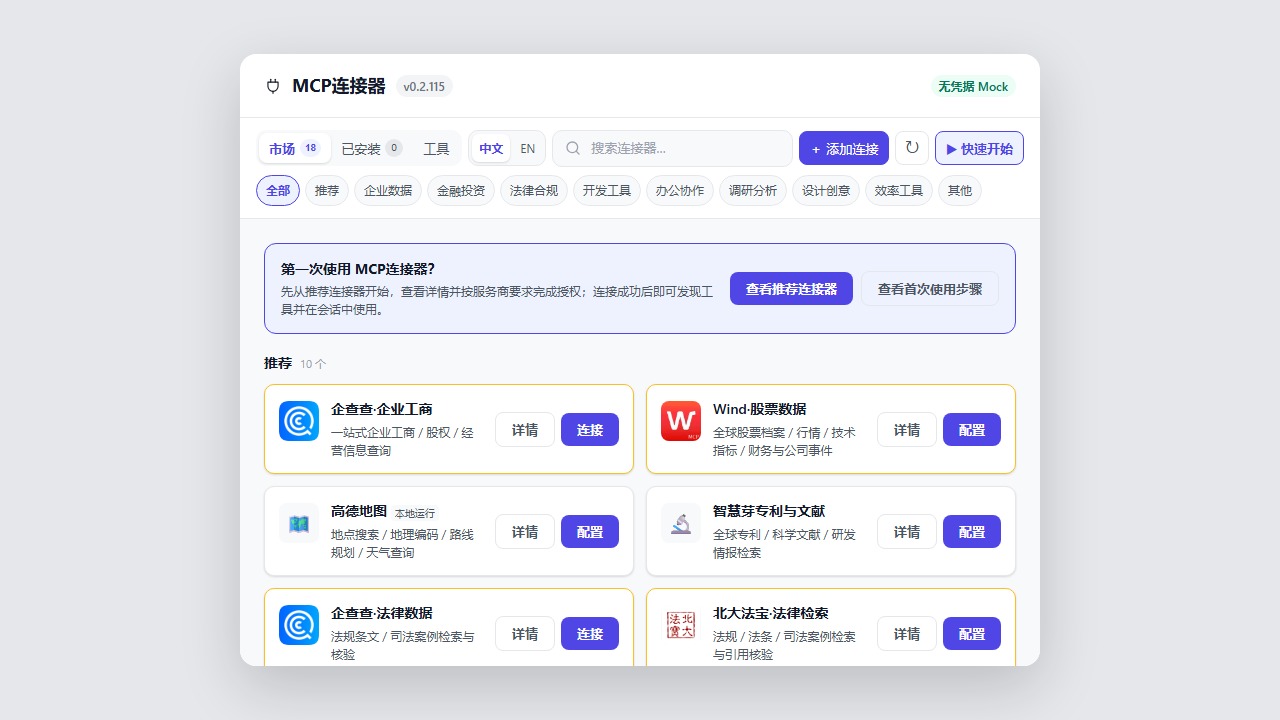 MCP连接器 v0.2.115 无凭据 Mock
市场 18 已安装 0 工具 中文 EN 搜索连接器... + 添加连接 ↻ ▶ 快速开始
全部 推荐 企业数据 金融投资 法律合规 开发工具 办公协作 调研分析 设计创意 效率工具 其他
第一次使用 MCP连接器?
先从推荐连接器开始，查看详情并按服务商要求完成授权；连接成功后即可发现工
具并在会话中使用。
查看推荐连接器 查看首次使用步骤
推荐 10 个
企查查·企业工商
一站式企业工商 / 股权 / 经
营信息查询
详情 连接
W
MCP
Wind·股票数据
全球股票档案 / 行情 / 技术
指标 / 财务与公司事件
详情 配置
高德地图 本地运行
地点搜索 / 地理编码 / 路线
规划 / 天气查询
详情 配置
智慧芽专利与文献
全球专利 / 科学文献 / 研发
情报检索
详情 配置
企查查·法律数据
法规条文 / 司法案例检索与
核验
详情 连接
法北
寶大
北大法宝·法律检索
法规 / 法条 / 司法案例检索
与引用核验
详情 配置